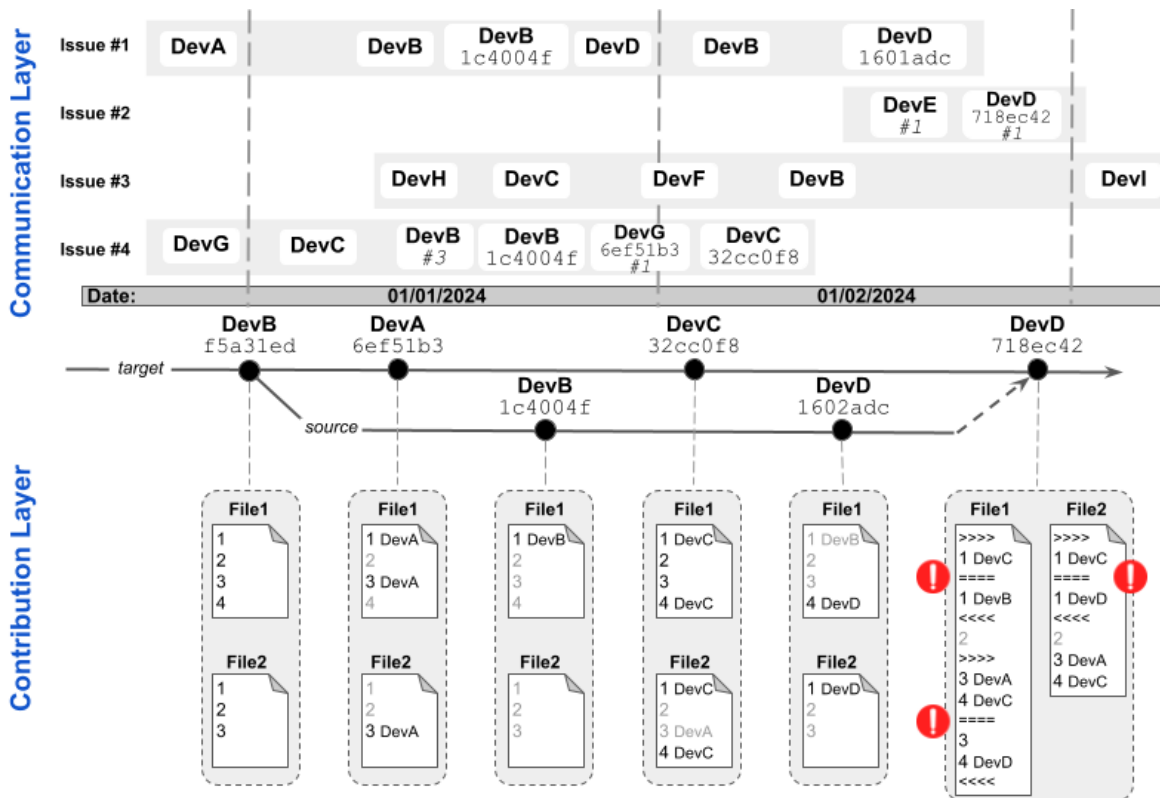 Communication Layer
Issue #1
DevA
DevB
DevB
1c4004f
DevD
DevB
DevD
1601adc
Issue #2
DevE
#1
DevD
718ec42
#1
Issue #3
DevH
DevC
DevF
DevB
DevI
Issue #4
DevG
DevC
DevB
#3
DevB
1c4004f
DevG
6ef51b3
#1
DevC
32cc0f8
Date:
01/01/2024
01/02/2024
Contribution Layer
DevB
f5a31ed
DevA
6ef51b3
DevC
32cc0f8
DevD
718ec42
target
DevB
1c4004f
DevD
1602adc
source
File1
1
2
3
4
File2
1
2
3
File1
1 DevA
2
3 DevA
4
File2
1
2
3 DevA
File1
1 DevB
2
3
4
File2
1
2
3
File1
1 DevC
2
3
4 DevC
File2
1 DevC
2
3 DevA
4 DevC
File1
1 DevB
2
3
4 DevD
File2
1 DevD
2
3
File1
>>>>
1 DevC
====
1 DevB
<<<<
2
>>>>
3 DevA
4 DevC
====
3
4 DevD
<<<<
File2
>>>>
1 DevC
====
1 DevD
<<<<
2
3 DevA
4 DevC
!
!
!